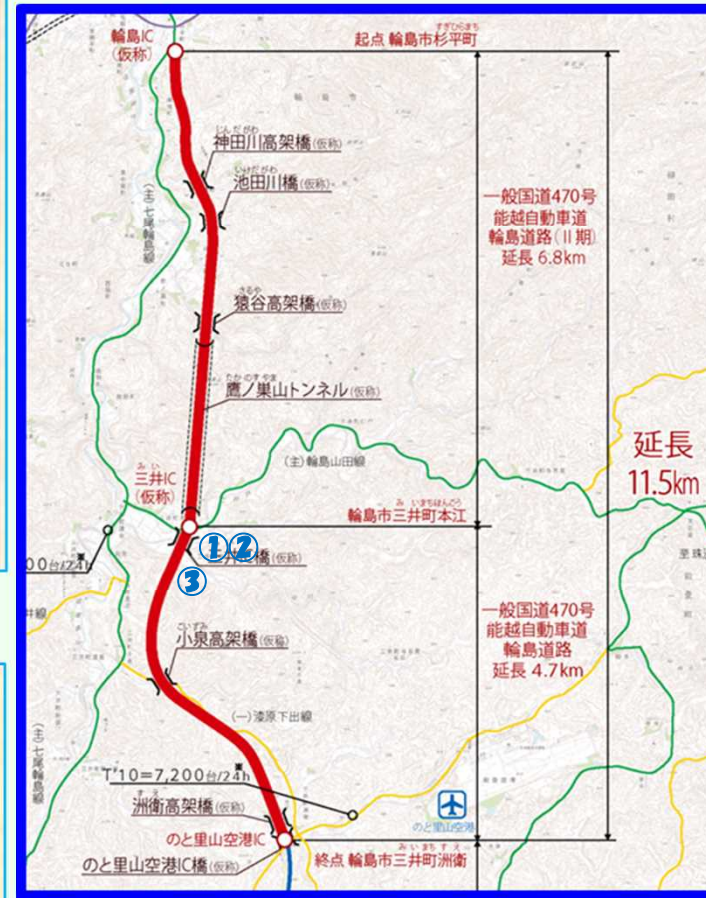 輪島IC
(仮称)
すぎひらまち
起点 輪島市杉平町
じんだがわ
神田川高架橋(仮称)
いけだがわ
池田川橋(仮称)
(主)七尾輪島線
一般国道470号
能越自動車道
輪島道路(Ⅱ期)
延長 6.8km
さるや
猿谷高架橋(仮称)
たかのすやま
鷹ノ巣山トンネル(仮称)
(主)輪島山田線
延長
11.5km
みい
三井IC
(仮称)
みいまちほんごう
輪島市三井町本江
①②
(仮称)
③
00台/24h
井線
こいずみ
小泉高架橋(仮称)
一般国道470号
能越自動車道
輪島道路
延長 4.7km
(一)漆原下出線
(主)七尾輪島線
T'10=7,200台/24h
すえ
洲衛高架橋(仮称)
のと里山空港
のと里山空港IC
のと里山空港IC橋(仮称)
みいまちすえ
終点 輪島市三井町洲衛